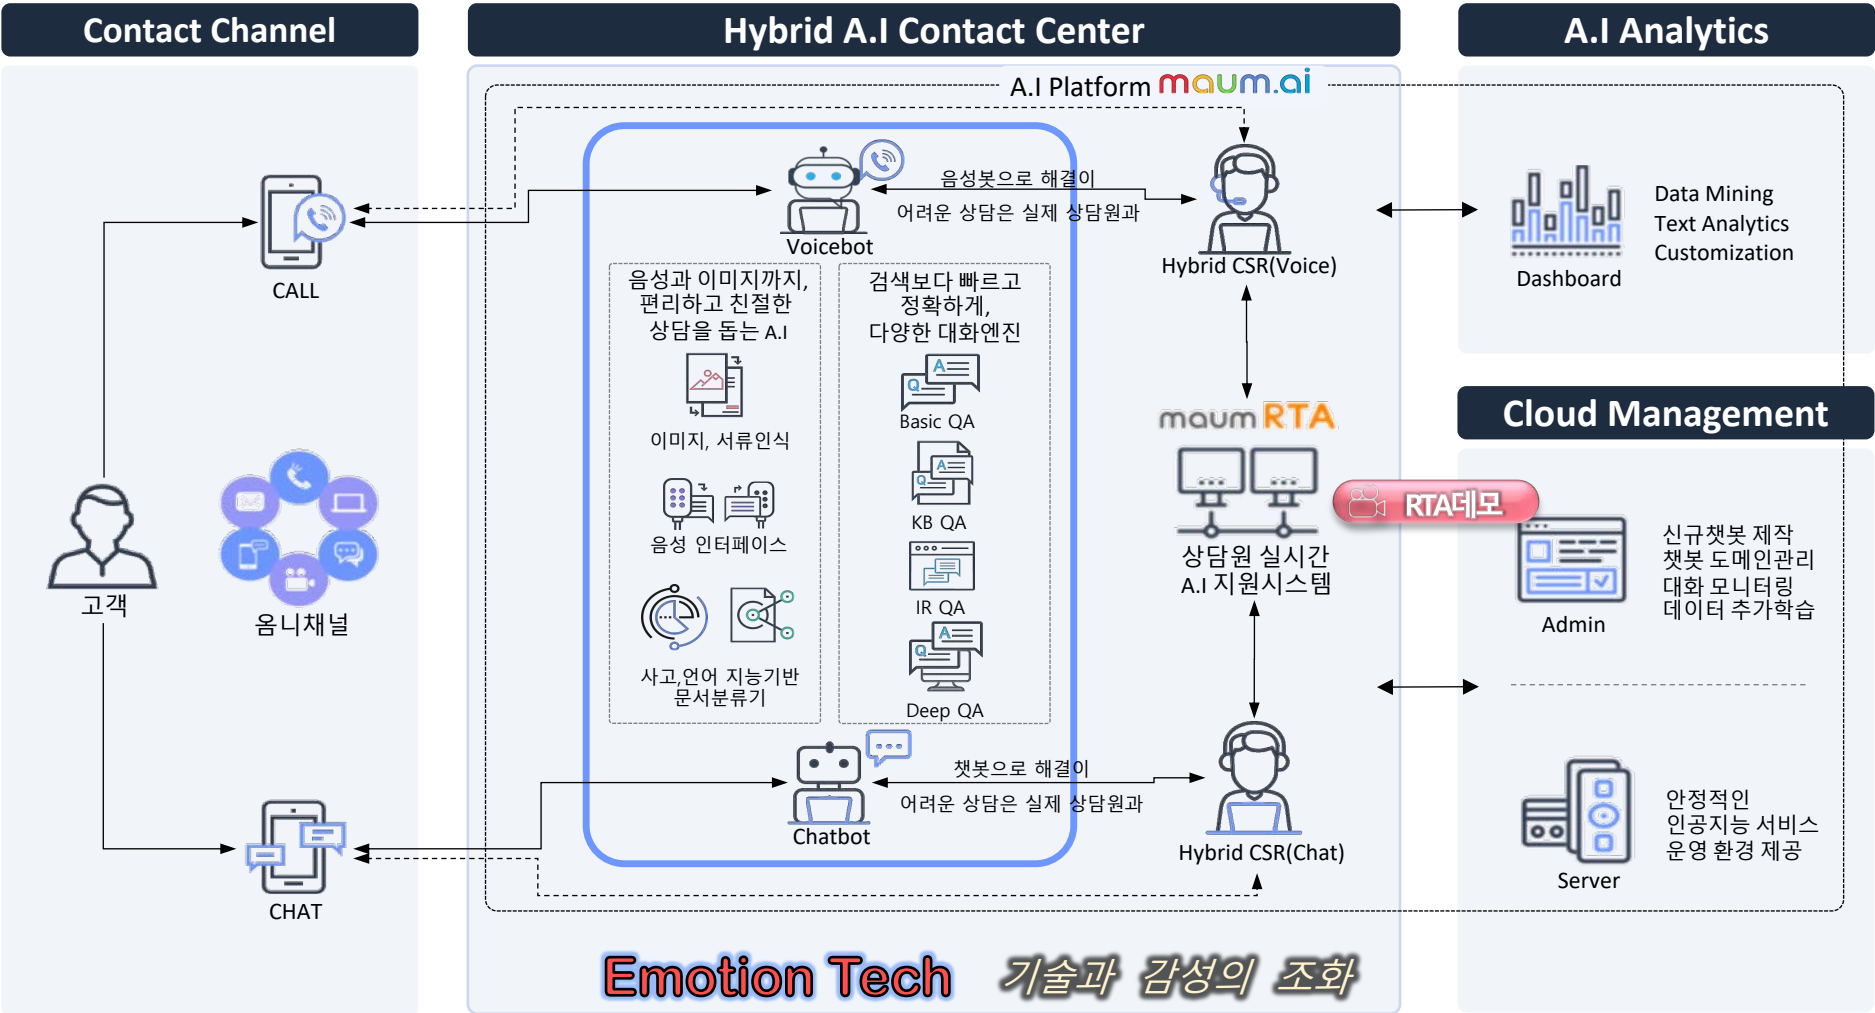 Contact Channel
Hybrid A.I Contact Center
A.I Analytics
A.I Platform maum.ai
CALL
고객
옴니채널
CHAT
Voicebot
음성봇으로 해결이
어려운 상담은 실제 상담원과
Hybrid CSR(Voice)
음성과 이미지까지,
편리하고 친절한
상담을 돕는 A.I
이미지, 서류인식
음성 인터페이스
사고,언어 지능기반
문서분류기
검색보다 빠르고
정확하게,
다양한 대화엔진
Basic QA
KB QA
IR QA
Deep QA
maum RTA
상담원 실시간
A.I 지원시스템
RTA데모
Chatbot
챗봇으로 해결이
어려운 상담은 실제 상담원과
Hybrid CSR(Chat)
Emotion Tech 기술과 감성의 조화
Dashboard
Data Mining
Text Analytics
Customization
Cloud Management
Admin
신규챗봇 제작
챗봇 도메인관리
대화 모니터링
데이터 추가학습
Server
안정적인
인공지능 서비스
운영 환경 제공